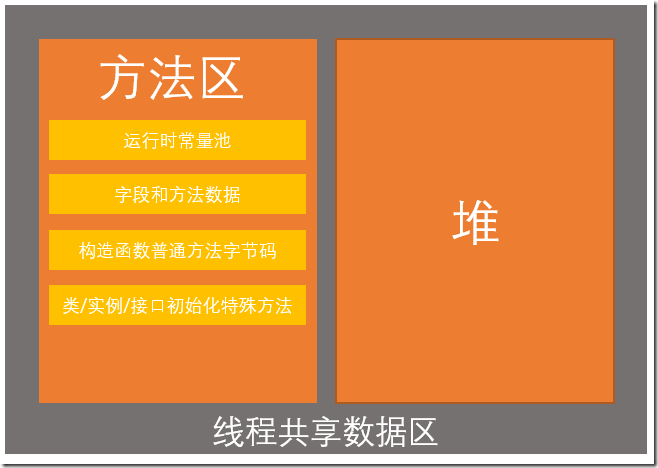 方法区
运行时常量池
字段和方法数据
构造函数普通方法字节码
类/实例/接口初始化特殊方法
堆
线程共享数据区